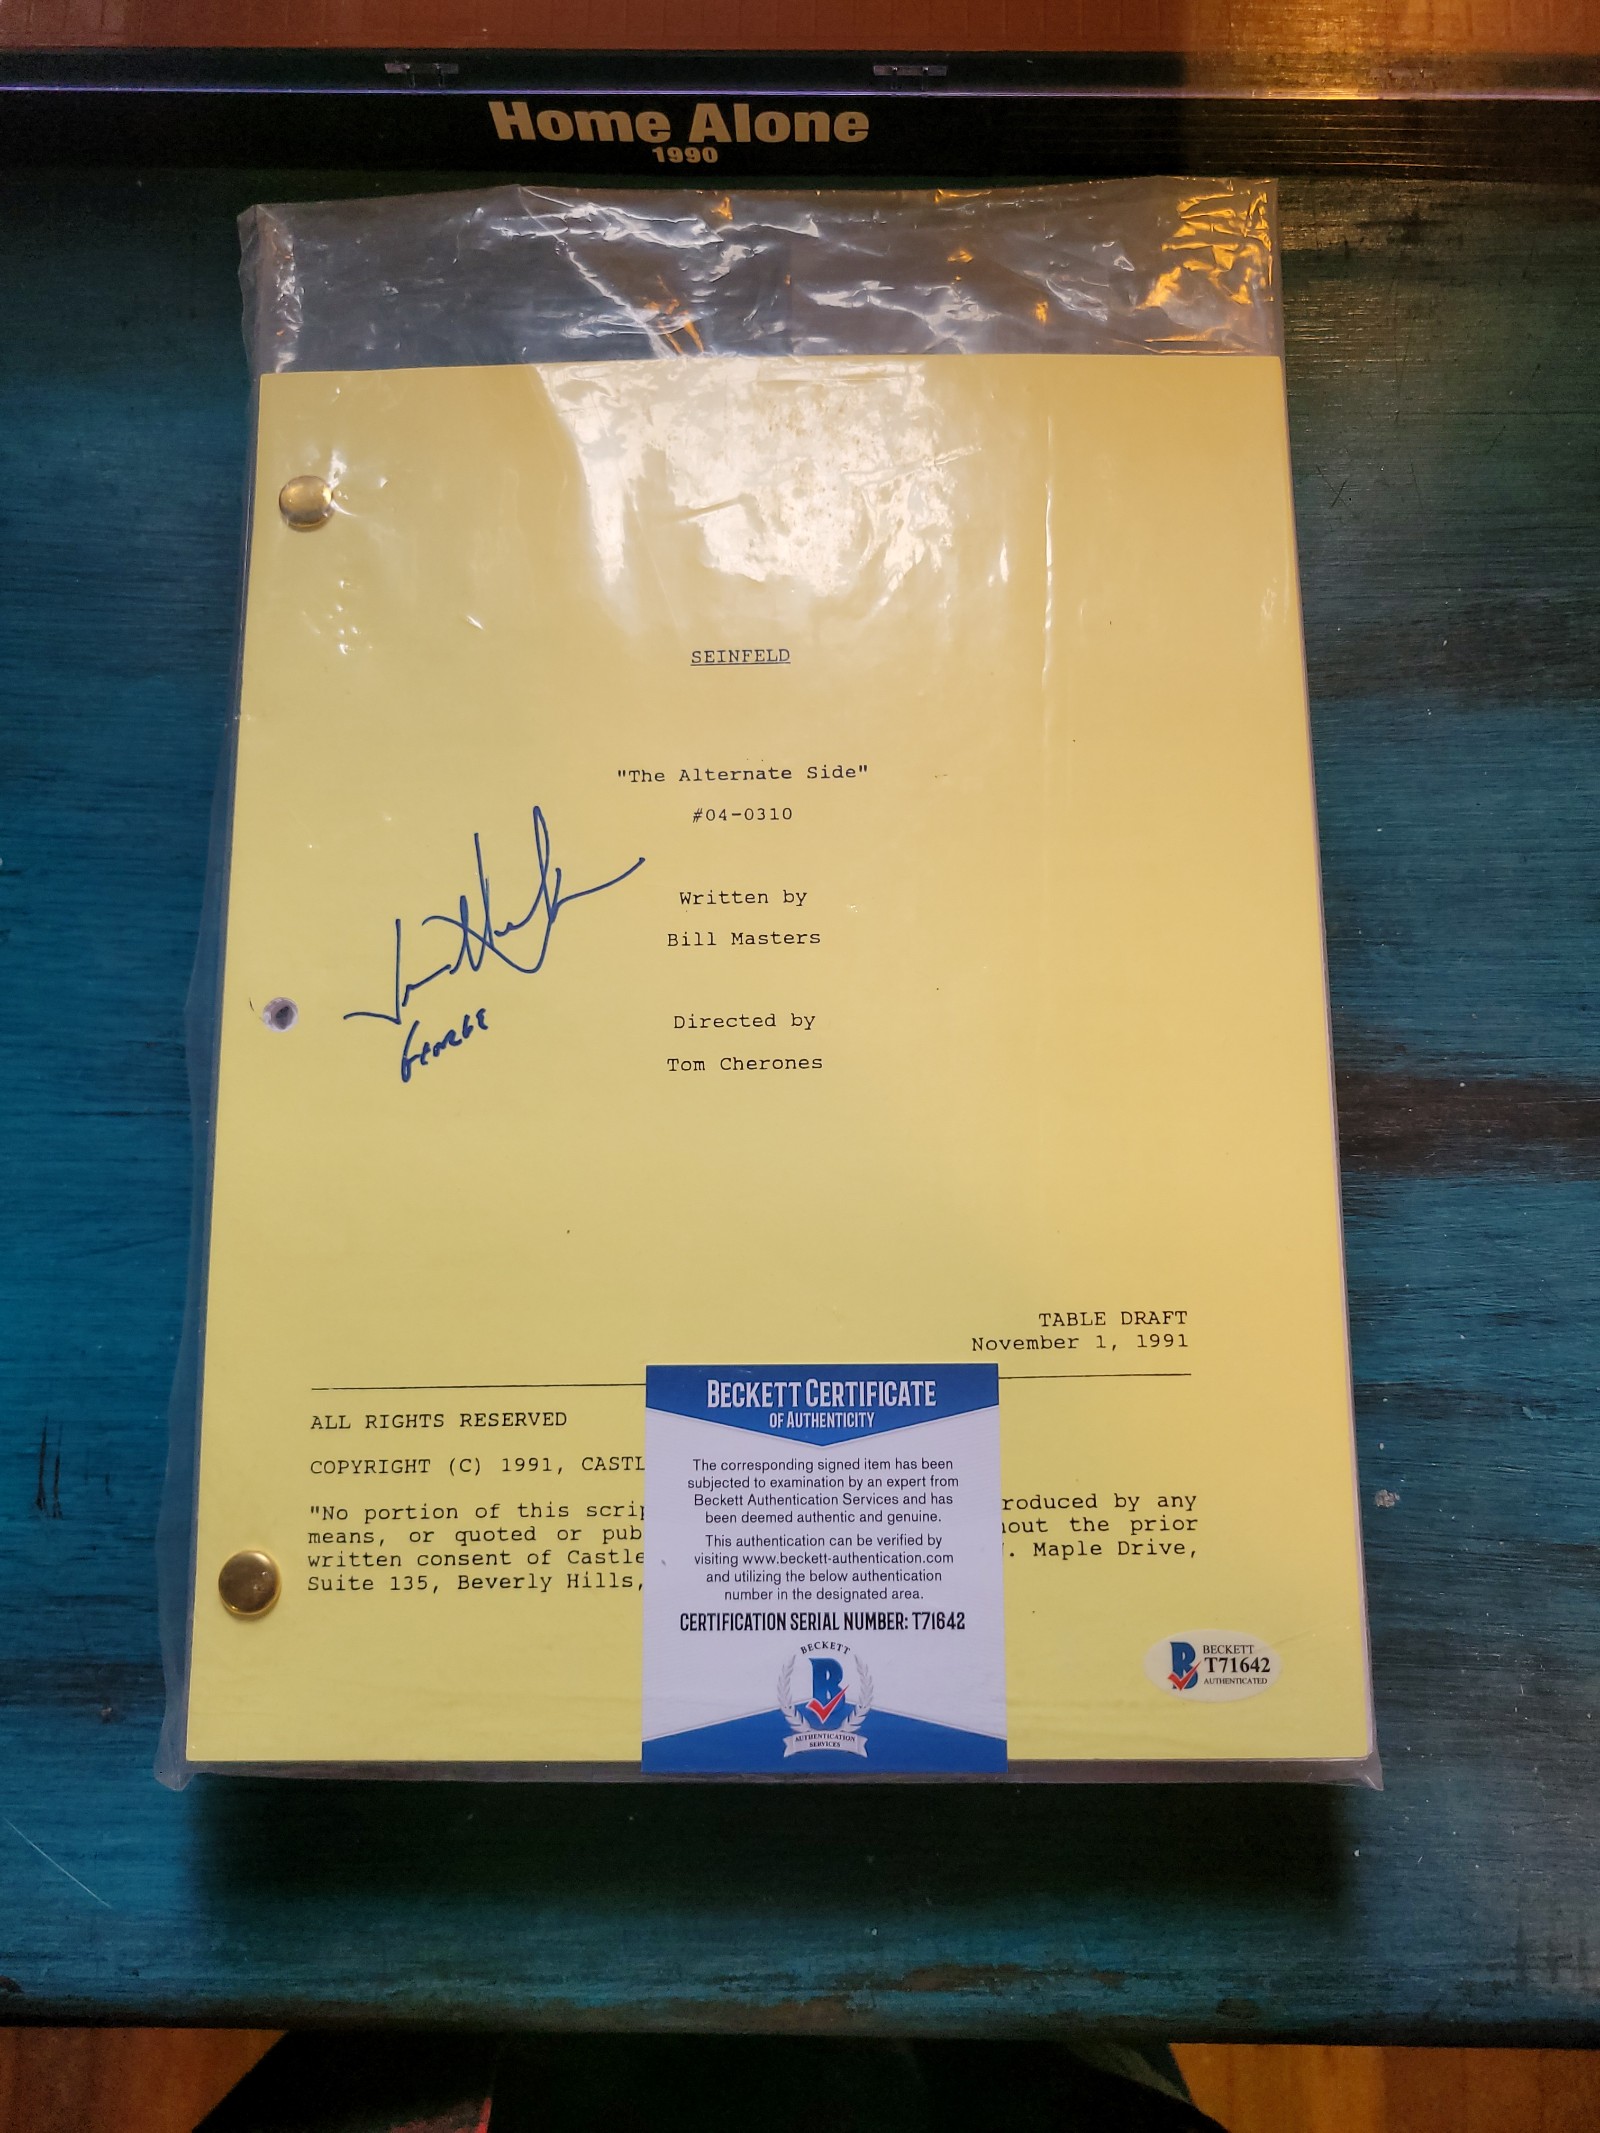 Home Alone
1990
SEINFELD
"The Alternate Side"
#04-0310
Written by
Bill Masters
Directed by
Tom Cherones
George
TABLE DRAFT
November 1, 1991
ALL RIGHTS RESERVED
COPYRIGHT (C) 1991, CASTL
"No portion of this scrip roduced by any
means, or quoted or pub hout the prior
written consent of Castle . Maple Drive,
Suite 135, Beverly Hills,
BECKETT CERTIFICATE
OF AUTHENTICITY
The corresponding signed item has been
subjected to examination by an expert from
Beckett Authentication Services and has
been deemed authentic and genuine.
This authentication can be verified by
visiting www.beckett-authentication.com
and utilizing the below authentication
number in the designated area.
CERTIFICATION SERIAL NUMBER: T71642
BECKETT
B
AUTHENTICATION
SERVICES
BECKETT
T71642
AUTHENTICATED